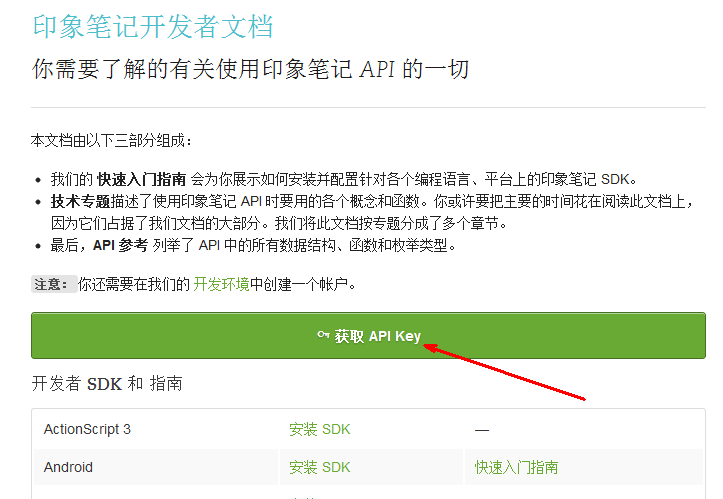 印象笔记开发者文档
你需要了解的有关使用印象笔记 API 的一切
本文档由以下三部分组成：
我们的 快速入门指南 会为你展示如何安装并配置针对各个编程语言、平台上的印象笔记 SDK。
技术专题描述了使用印象笔记 API 时要用的各个概念和函数。你或许要把主要的时间花在阅读此文档上，
因为它们占据了我们文档的大部分。我们将此文档按专题分成了多个章节。
最后，API 参考 列举了 API 中的所有数据结构、函数和枚举类型。
注意： 你还需要在我们的 开发环境中创建一个帐户。
获取 API Key
开发者 SDK 和 指南
ActionScript 3 安装 SDK —
Android 安装 SDK 快速入门指南